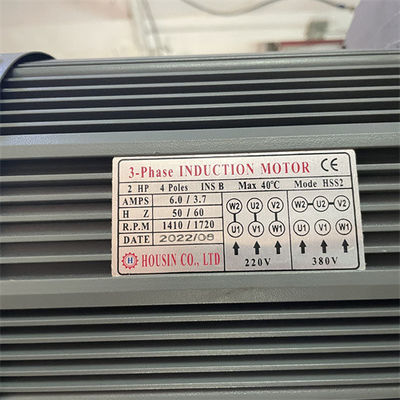 3-Phase INDUCTION MOTOR CE
2 HP 4 Poles INS B Max 40℃ Mode HSS2
AMPS 6.0 / 3.7
H Z 50 / 60
R.P.M 1410 / 1720
DATE 2022/08
H HOUSIN CO., LTD
W2 U2 V2
U1 V1 W1
220V
W2 U2 V2
U1 V1 W1
380V